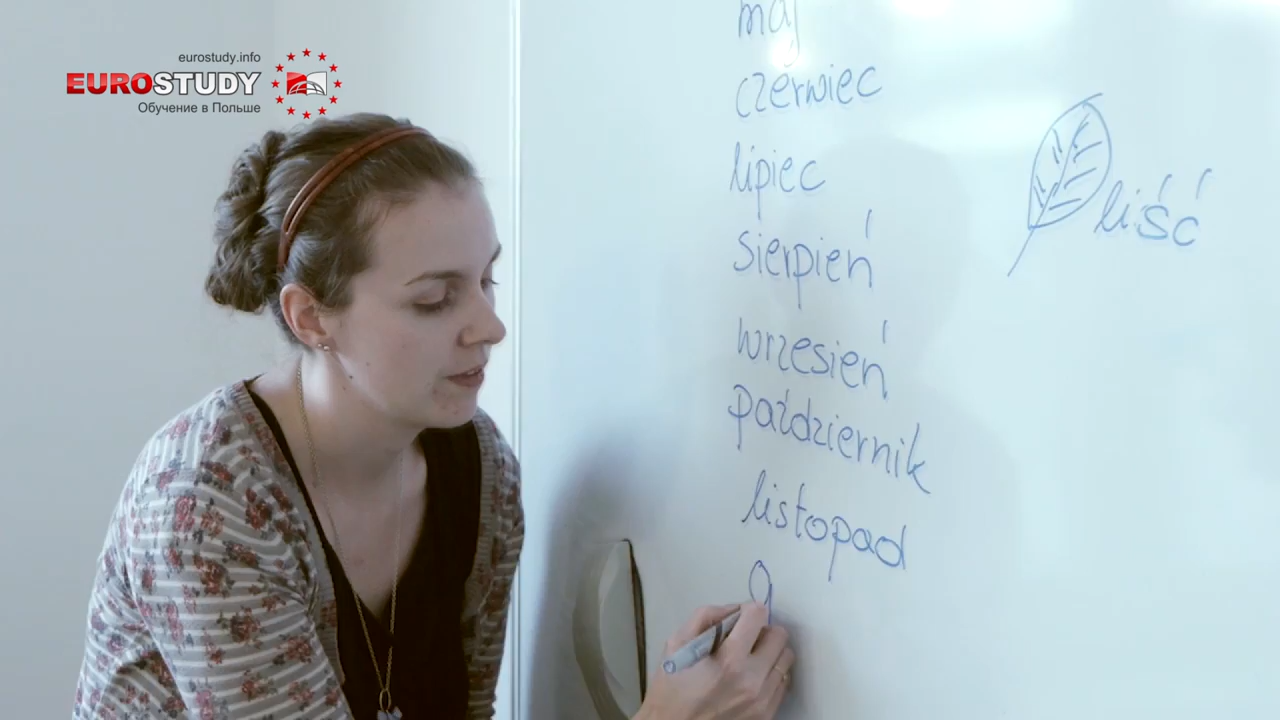 eurostudy.info
EUROSTUDY
Обучение в Польше
maj
czerwiec
lipiec
sierpień
wrzesień
październik
listopad
g
liść